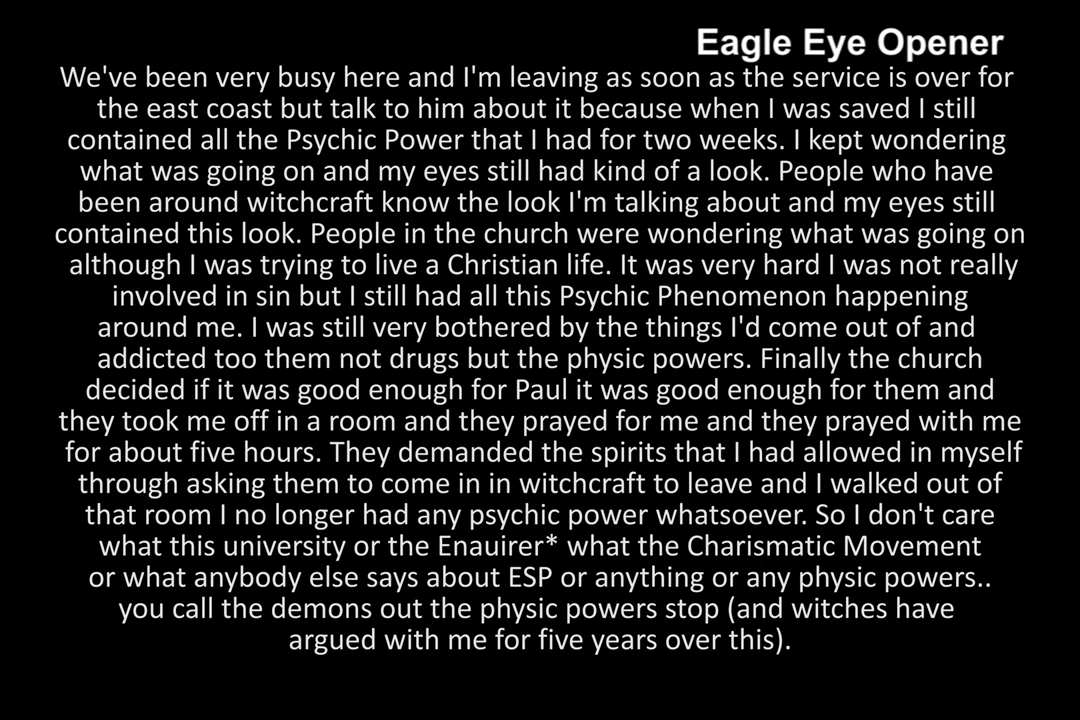 Eagle Eye Opener
We've been very busy here and I'm leaving as soon as the service is over for
the east coast but talk to him about it because when I was saved I still
contained all the Psychic Power that I had for two weeks. I kept wondering
what was going on and my eyes still had kind of a look. People who have
been around witchcraft know the look I'm talking about and my eyes still
contained this look. People in the church were wondering what was going on
although I was trying to live a Christian life. It was very hard I was not really
involved in sin but I still had all this Psychic Phenomenon happening
around me. I was still very bothered by the things I'd come out of and
addicted too them not drugs but the physic powers. Finally the church
decided if it was good enough for Paul it was good enough for them and
they took me off in a room and they prayed for me and they prayed with me
for about five hours. They demanded the spirits that I had allowed in myself
through asking them to come in in witchcraft to leave and I walked out of
that room I no longer had any psychic power whatsoever. So I don't care
what this university or the Enauirer* what the Charismatic Movement
or what anybody else says about ESP or anything or any physic powers..
you call the demons out the physic powers stop (and witches have
argued with me for five years over this).